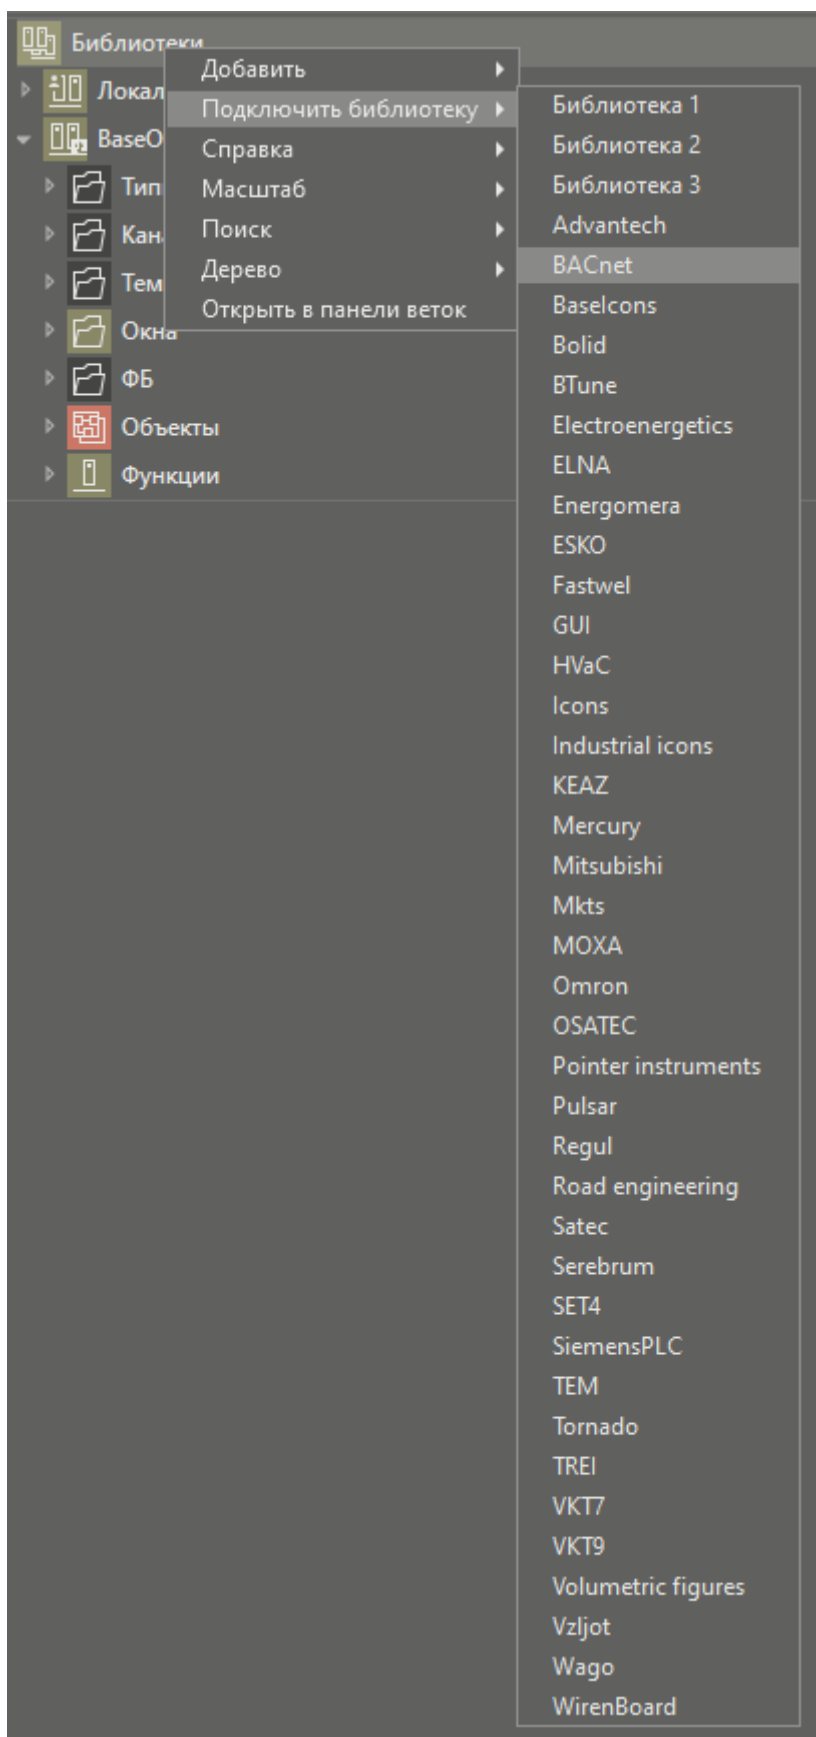 Библиотеки
Локал
BaseO
Тип
Кан
Тем
Окна
ФБ
Объекты
Функции
Добавить
Подключить библиотеку
Справка
Масштаб
Поиск
Дерево
Открыть в панели веток
Библиотека 1
Библиотека 2
Библиотека 3
Advantech
BACnet
BaseIcons
Bolid
BTune
Electroenergetics
ELNA
Energomera
ESKO
Fastwel
GUI
HVaC
Icons
Industrial icons
KEAZ
Mercury
Mitsubishi
Mkts
MOXA
Omron
OSATEC
Pointer instruments
Pulsar
Regul
Road engineering
Satec
Serebrum
SET4
SiemensPLC
TEM
Tornado
TREI
VKT7
VKT9
Volumetric figures
Vzljot
Wago
WirenBoard